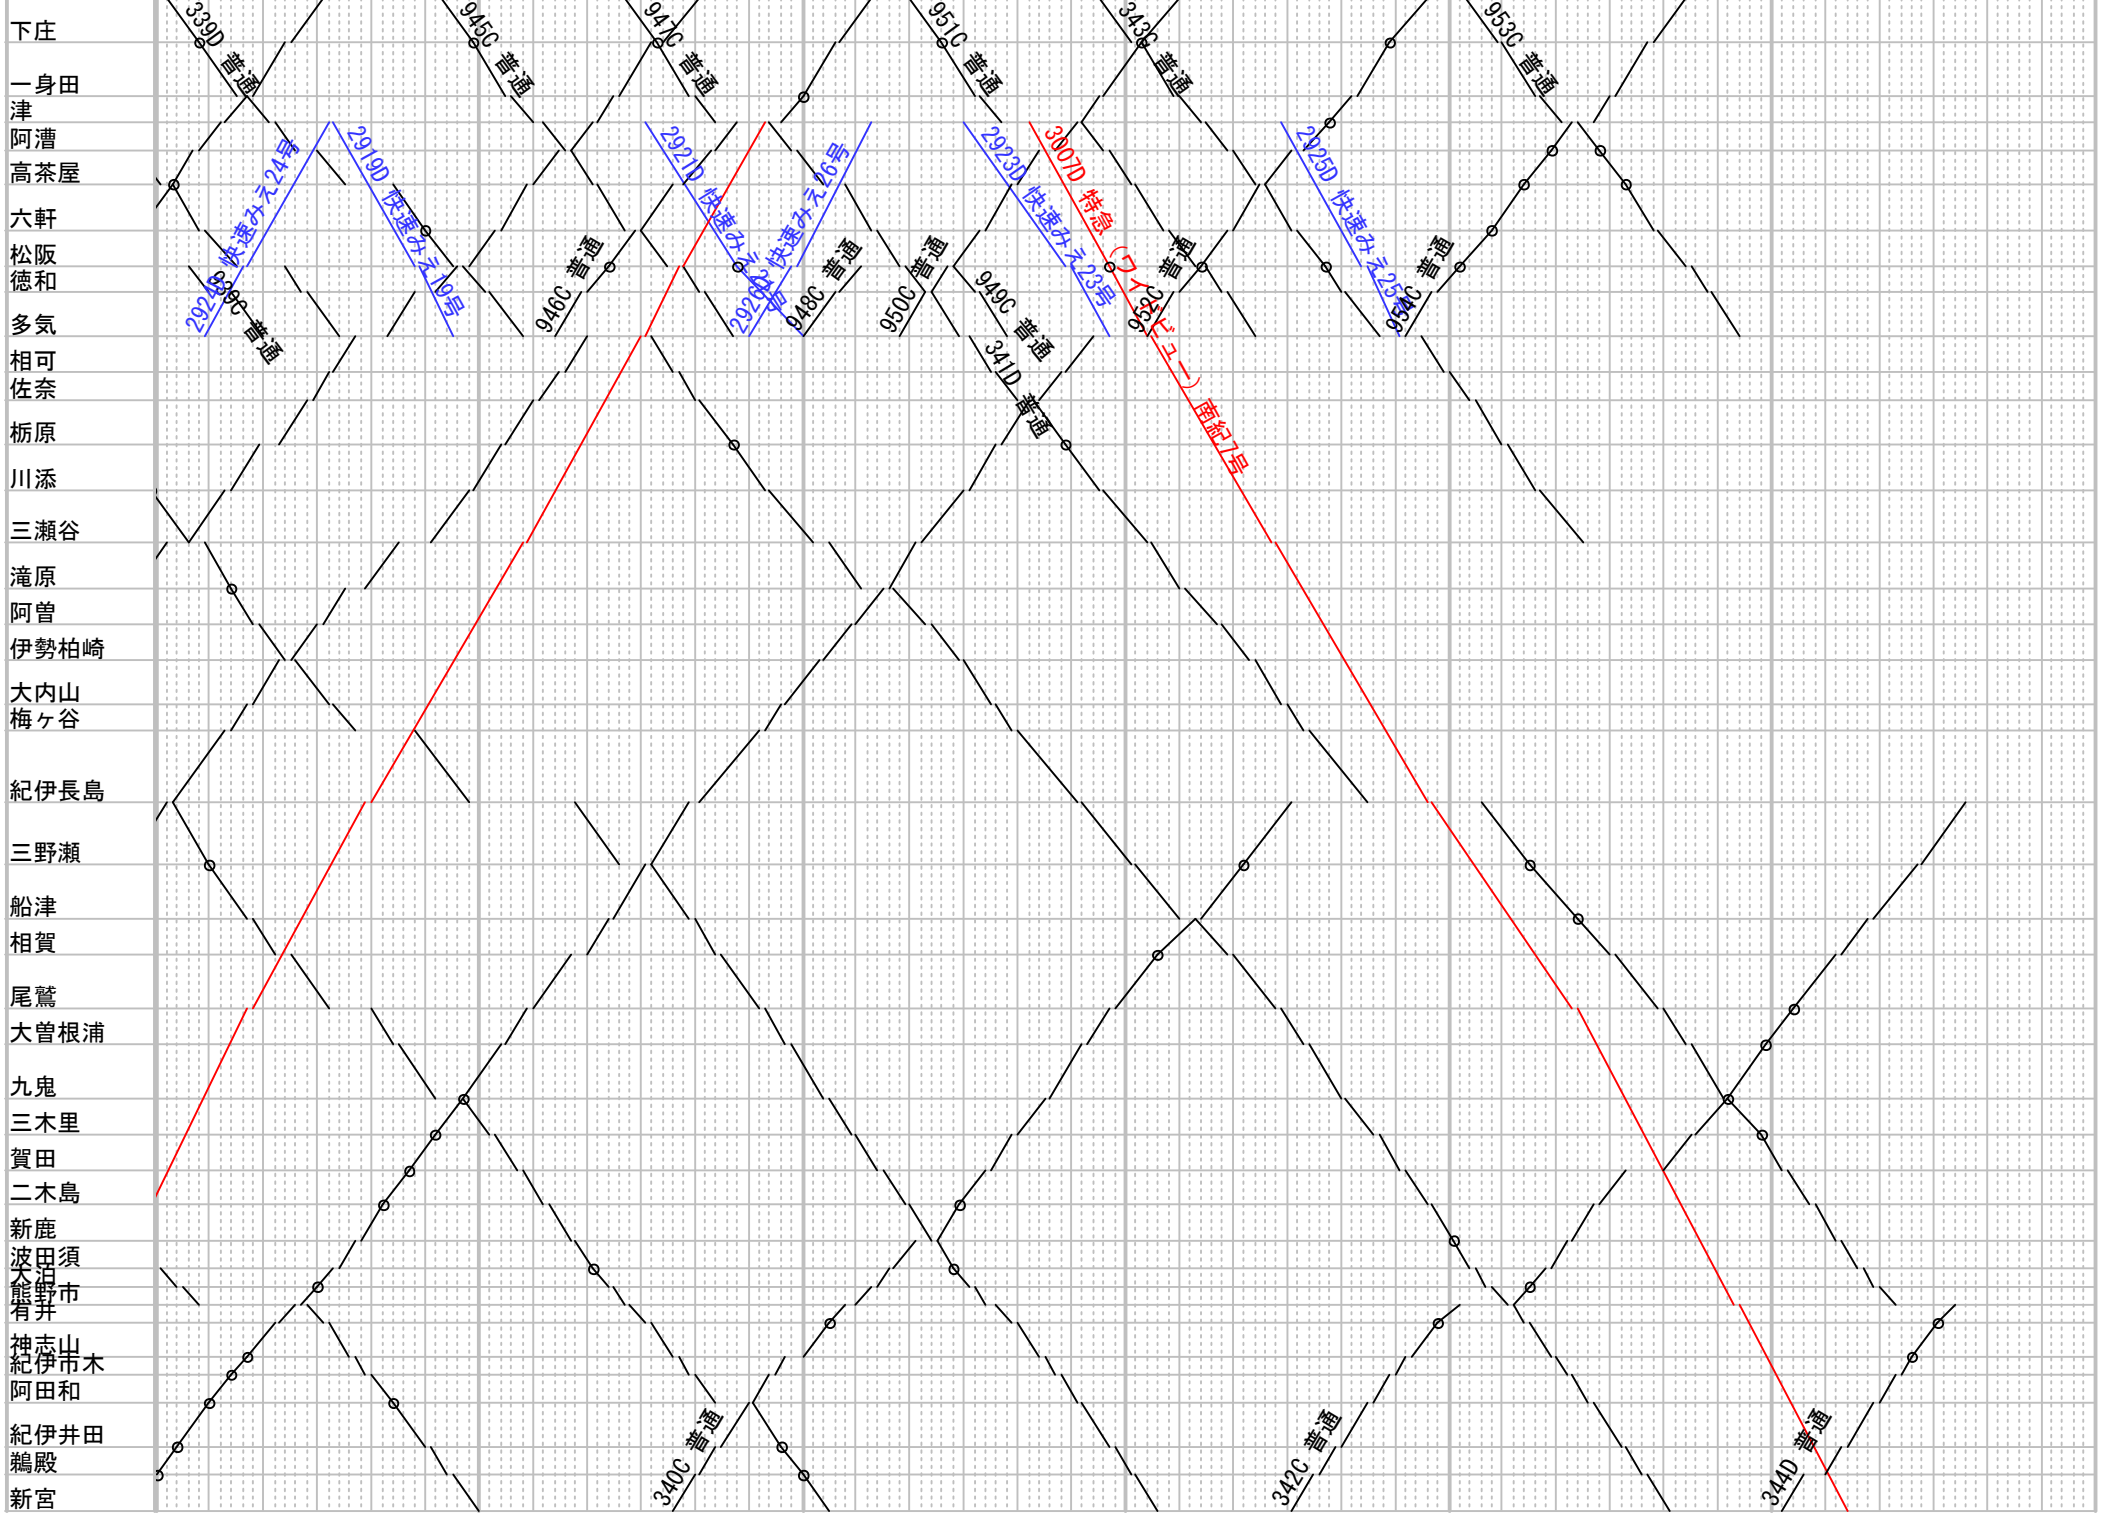 下庄
一身田
津
阿漕
高茶屋
六軒
松阪
徳和
多気
相可
佐奈
栃原
川添
三瀬谷
滝原
阿曽
伊勢柏崎
大内山
梅ヶ谷
紀伊長島
三野瀬
船津
相賀
尾鷲
大曽根浦
九鬼
三木里
賀田
二木島
新鹿
波田須
大泊
熊野市
有井
神志山
紀伊市木
阿田和
紀伊井田
鵜殿
新宮
339D 普通
945C 普通
947C 普通
951C 普通
343C 普通
953C 普通
2924D 快速みえ24号
2919D 快速みえ19号
2921D 快速みえ21号
2926D 快速みえ26号
2923D 快速みえ23号
3007D 特急（ワイドビュー）南紀7号
2925D 快速みえ25号
946C 普通
948C 普通
950C 普通
949C 普通
954C 普通
341D 普通
340C 普通
342C 普通
344D 普通